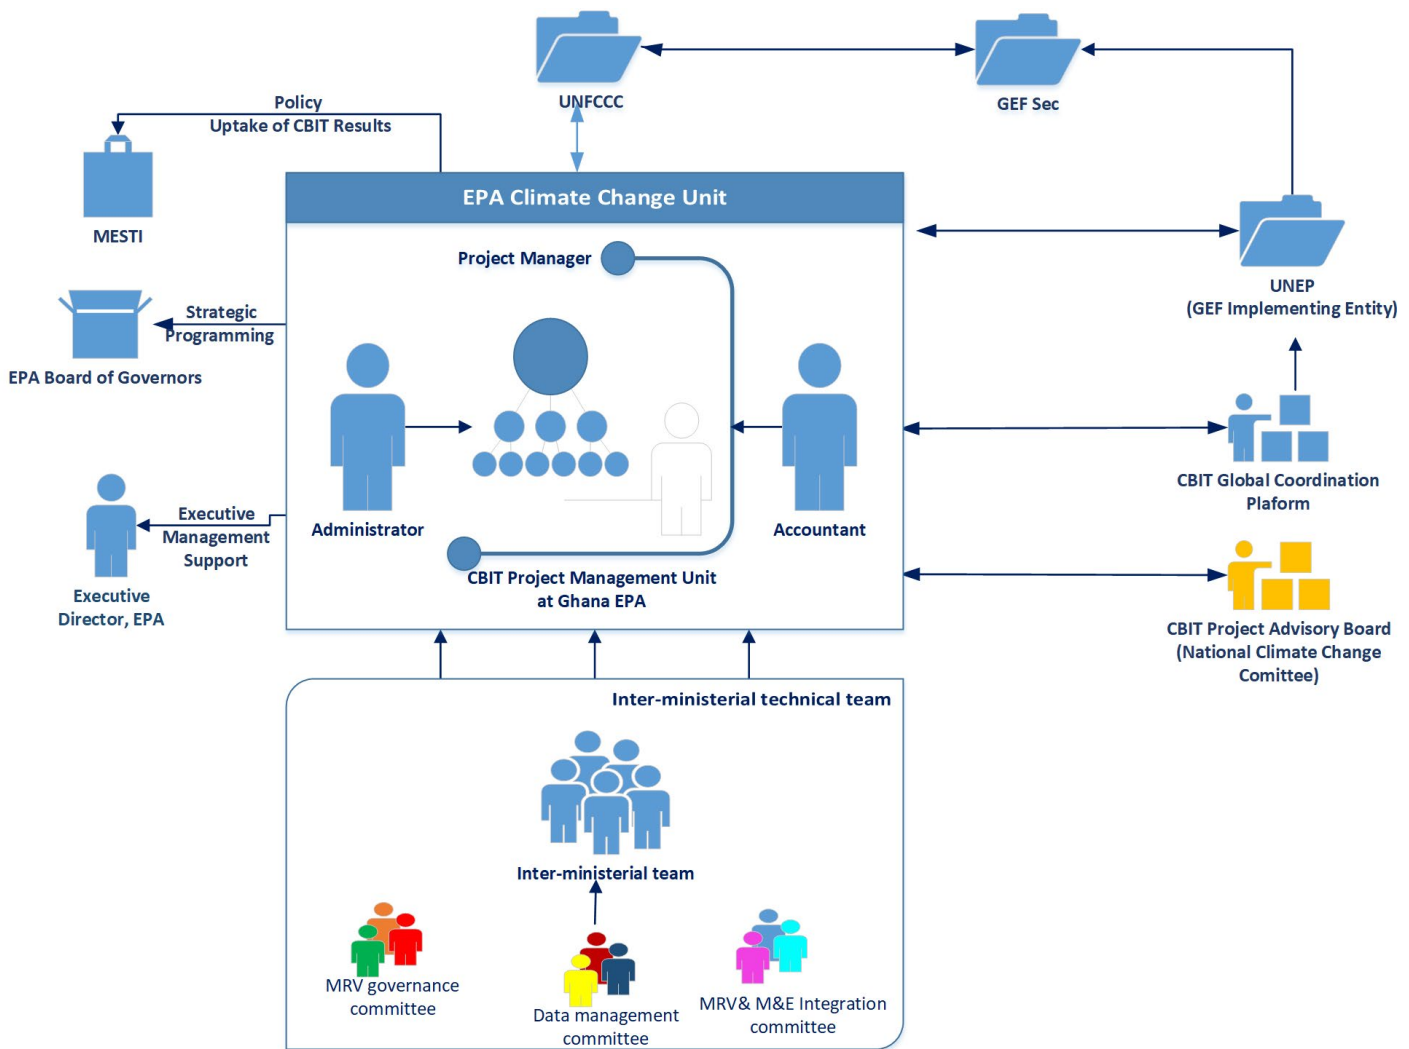 UNFCCC
GEF Sec
Policy
Uptake of CBIT Results
MESTI
EPA Climate Change Unit
Project Manager
UNEP
(GEF Implementing Entity)
Strategic
Programming
EPA Board of Governors
Administrator
Accountant
CBIT Global Coordination
Plaform
Executive
Management
Support
Executive
Director, EPA
CBIT Project Management Unit
at Ghana EPA
CBIT Project Advisory Board
(National Climate Change
Comittee)
Inter-ministerial technical team
Inter-ministerial team
MRV governance
committee
Data management
committee
MRV& M&E Integration
committee